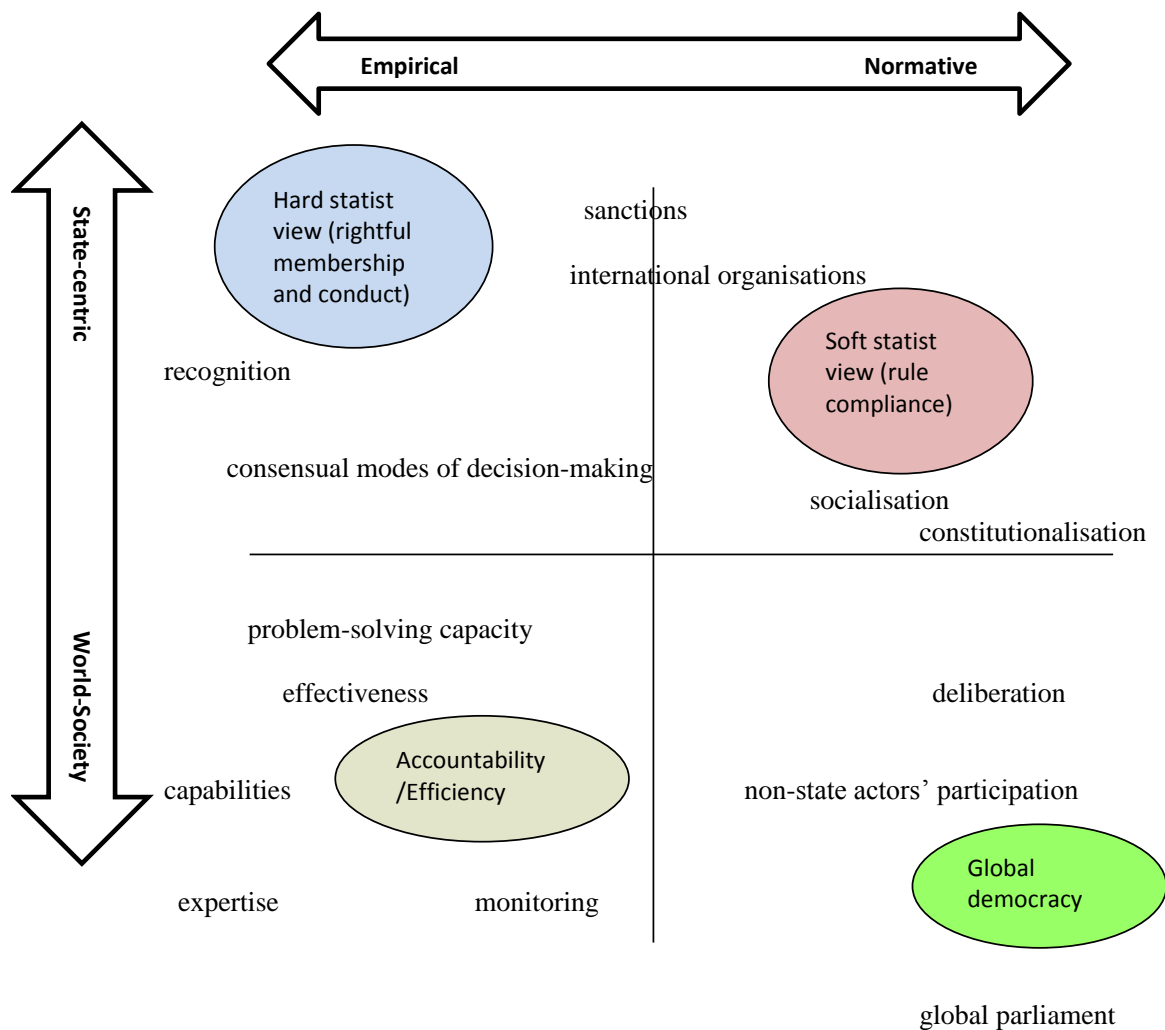 Empirical
Normative
State-centric
World-Society
Hard statist
view (rightful
membership
and conduct)
sanctions
international organisations
Soft statist
view (rule
compliance)
recognition
consensual modes of decision-making
socialisation
constitutionalisation
problem-solving capacity
effectiveness
deliberation
Accountability
/Efficiency
capabilities
non-state actors’ participation
Global
democracy
expertise
monitoring
global parliament